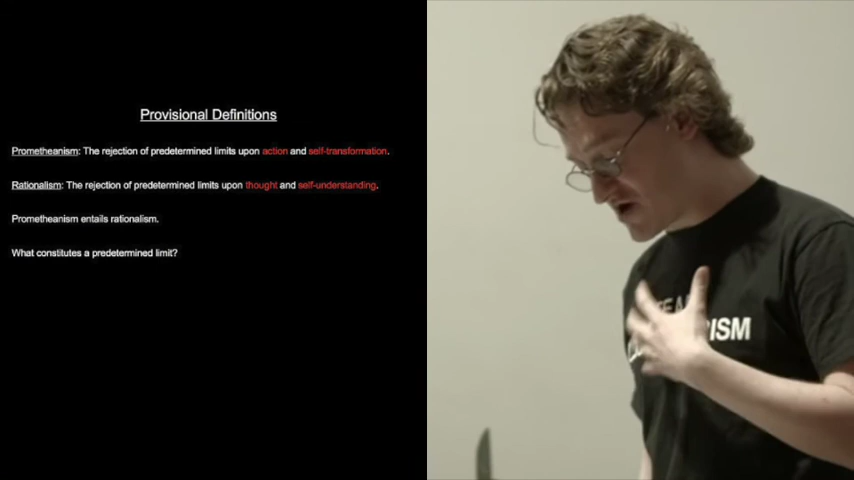 Provisional Definitions
Prometheanism: The rejection of predetermined limits upon action and self-transformation.
Rationalism: The rejection of predetermined limits upon thought and self-understanding.
Prometheanism entails rationalism.
What constitutes a predetermined limit?